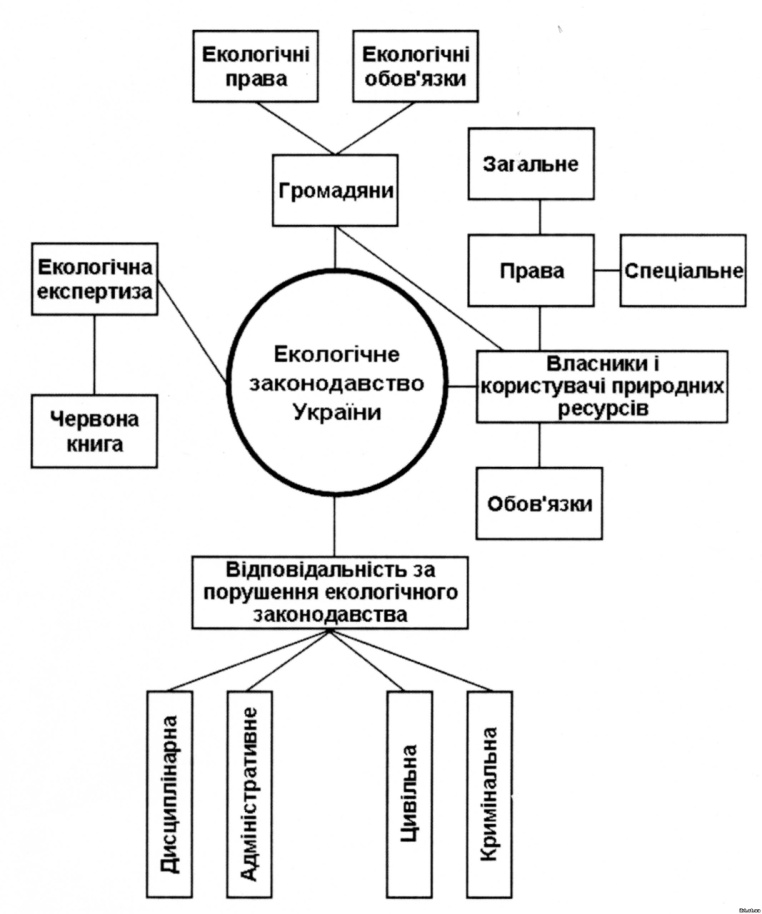 Екологічні
права
Екологічні
обов'язки
Громадяни
Загальне
Права
Спеціальне
Екологічна
експертиза
Екологічне
законодавство
України
Власники і
користувачі природних
ресурсів
Червона
книга
Обов'язки
Відповідальність за
порушення екологічного
законодавства
Дисциплінарна
Адміністративне
Цивільна
Кримінальна